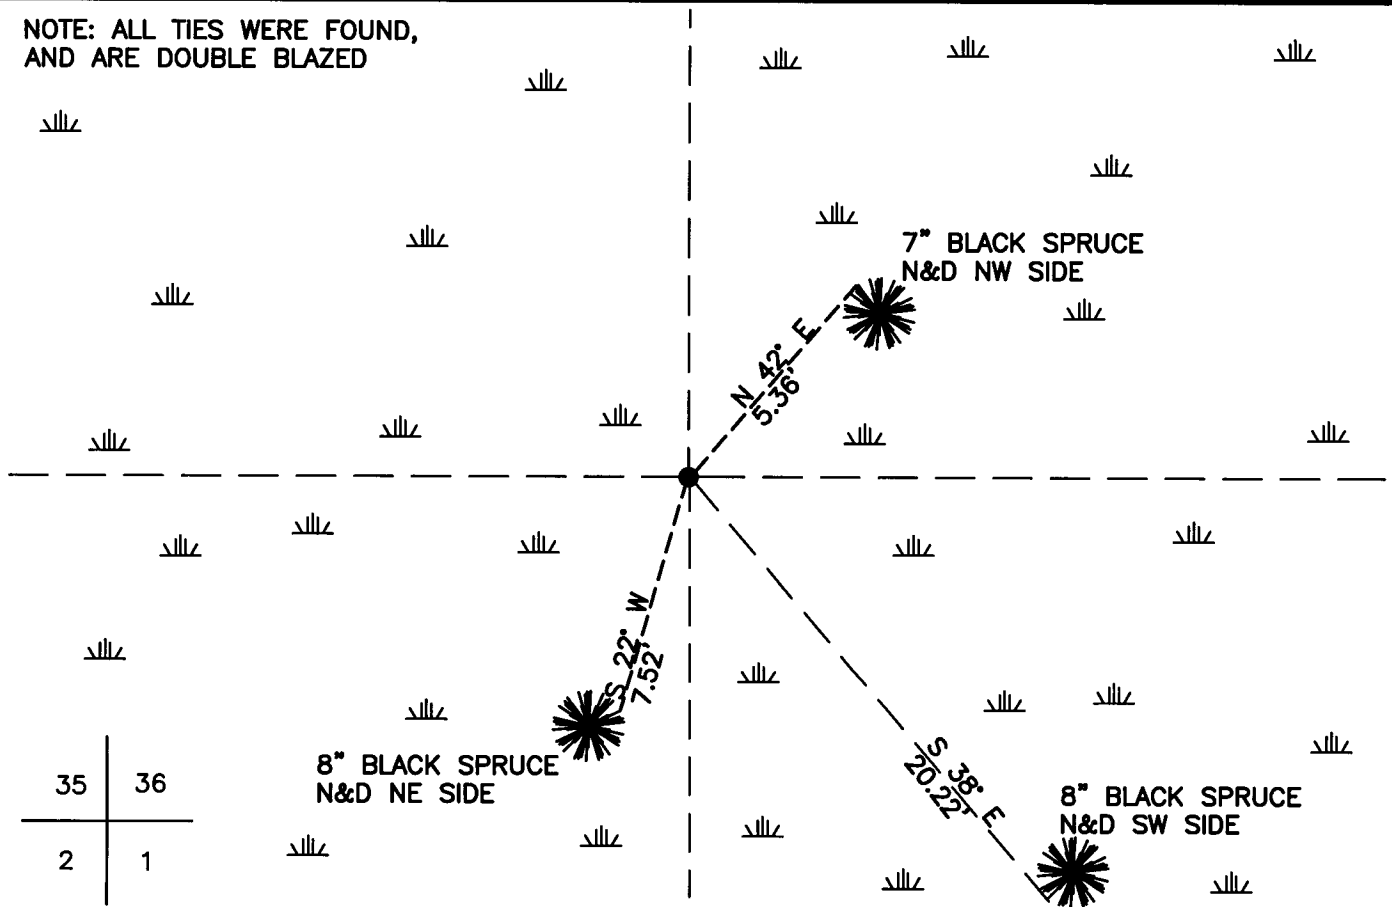 NOTE: ALL TIES WERE FOUND,
AND ARE DOUBLE BLAZED
7" BLACK SPRUCE
N&D NW SIDE
N 42° E
5.36'
S 22° W
7.52'
8" BLACK SPRUCE
N&D NE SIDE
S 38° E
20.22'
8" BLACK SPRUCE
N&D SW SIDE
35 36
2 1